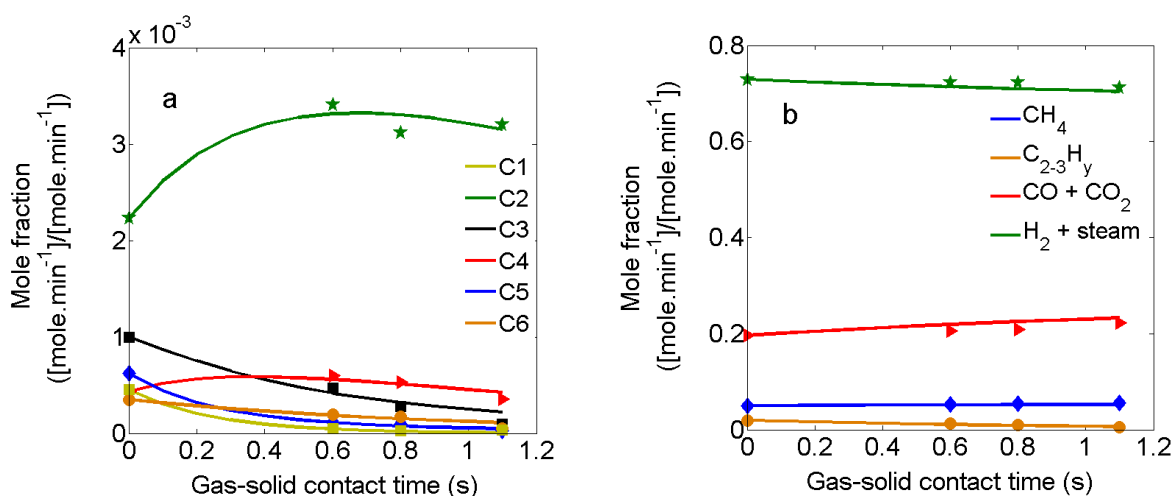 4 x 10⁻³
a
3
2
1
0
Mole fraction
([mole.min⁻¹]/[mole.min⁻¹])
C1
C2
C3
C4
C5
C6
0 0.2 0.4 0.6 0.8 1 1.2
Gas-solid contact time (s)
0.8
b
0.6
0.4
0.2
0
Mole fraction
([mole.min⁻¹]/[mole.min⁻¹])
CH₄
C₂₋₃Hᵧ
CO + CO₂
H₂ + steam
0 0.2 0.4 0.6 0.8 1 1.2
Gas-solid contact time (s)